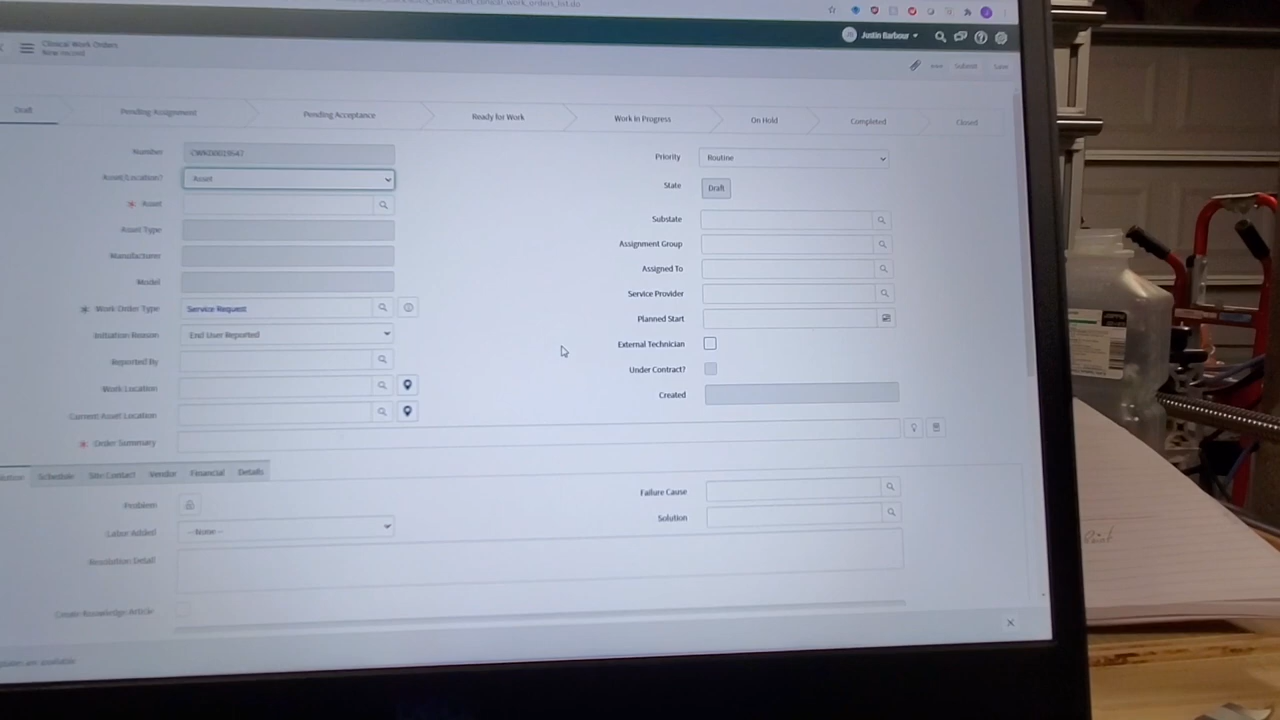 Justin Barbour
Clinical Work Orders
New record
Submit
Save
Draft
Pending Assignment
Pending Acceptance
Ready for Work
Work In Progress
On Hold
Completed
Closed
Number
Asset/Location?
Asset
Asset
Asset Type
Manufacturer
Model
Work Order Type
Service Request
Initiation Reason
End User Reported
Reported By
Work Location
Current Asset Location
Order Summary
Priority
Routine
State
Draft
Substate
Assignment Group
Assigned To
Service Provider
Planned Start
External Technician
Under Contract?
Created
Schedule
Site Contact
Vendor
Financial
Details
Problem
Labor Added
-- None --
Resolution Detail
Create Knowledge Article
Failure Cause
Solution
are available
Point